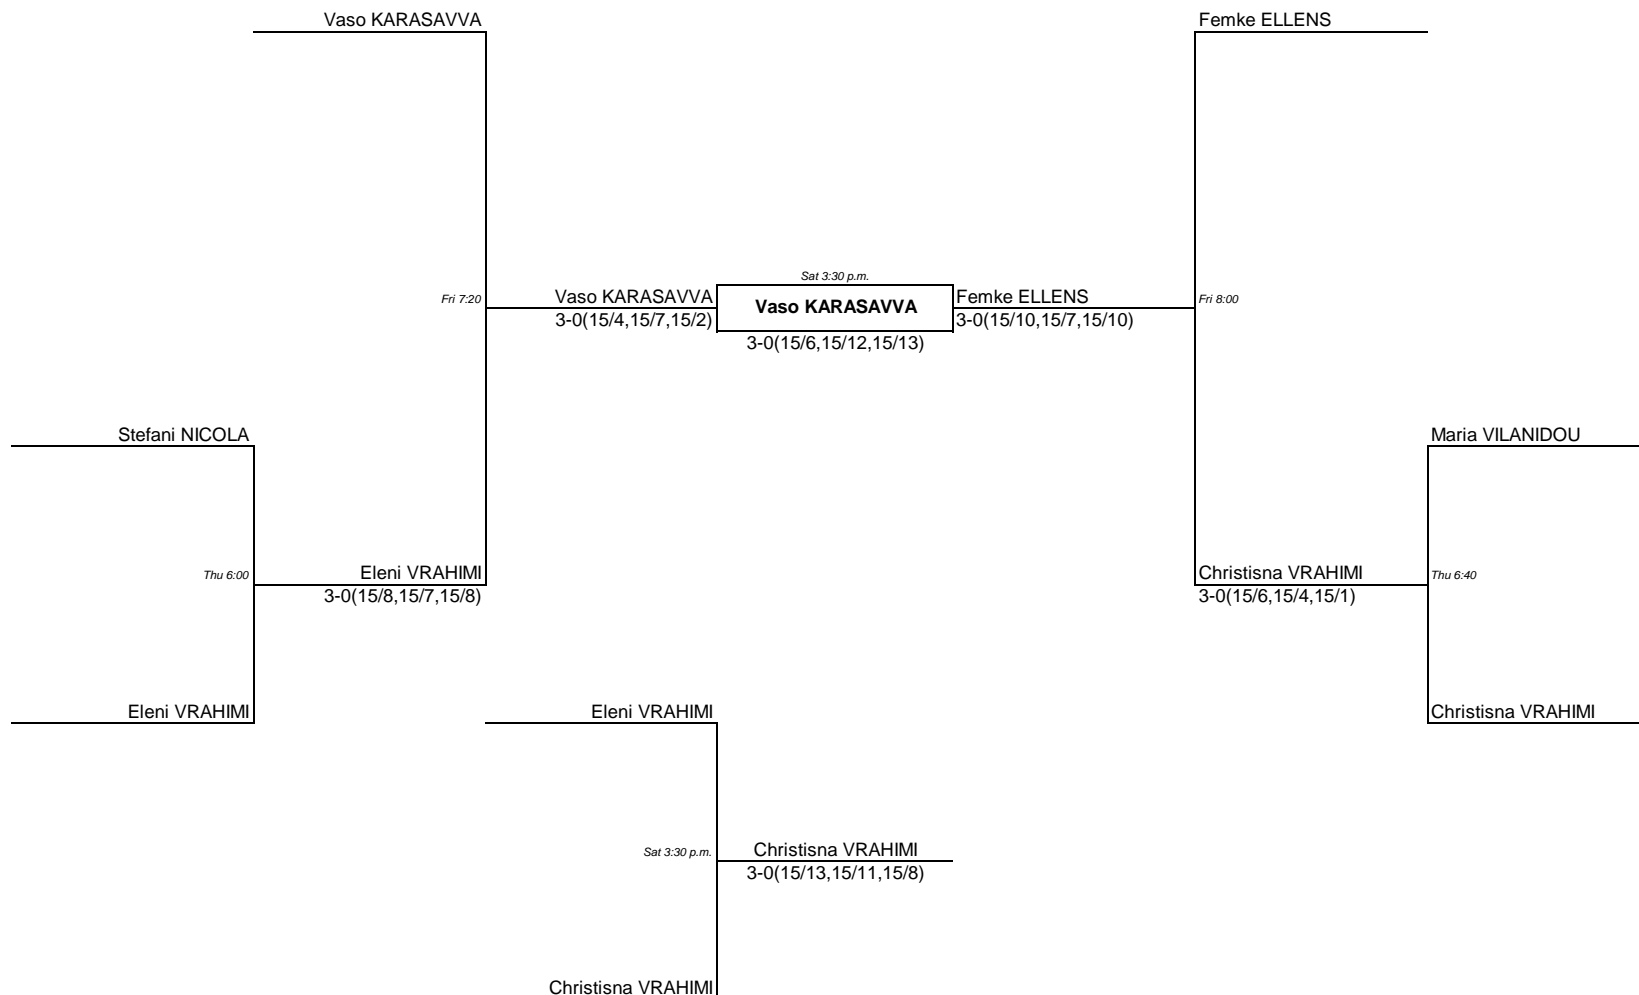 Vaso KARASAVVA
Femke ELLENS
Sat 3:30 p.m.
Fri 7:20
Vaso KARASAVVA
Vaso KARASAVVA
Femke ELLENS
Fri 8:00
3-0(15/4,15/7,15/2)
3-0(15/10,15/7,15/10)
3-0(15/6,15/12,15/13)
Stefani NICOLA
Maria VILANIDOU
Thu 6:00
Eleni VRAHIMI
Christisna VRAHIMI
Thu 6:40
3-0(15/8,15/7,15/8)
3-0(15/6,15/4,15/1)
Eleni VRAHIMI
Eleni VRAHIMI
Christisna VRAHIMI
Sat 3:30 p.m.
Christisna VRAHIMI
3-0(15/13,15/11,15/8)
Christisna VRAHIMI